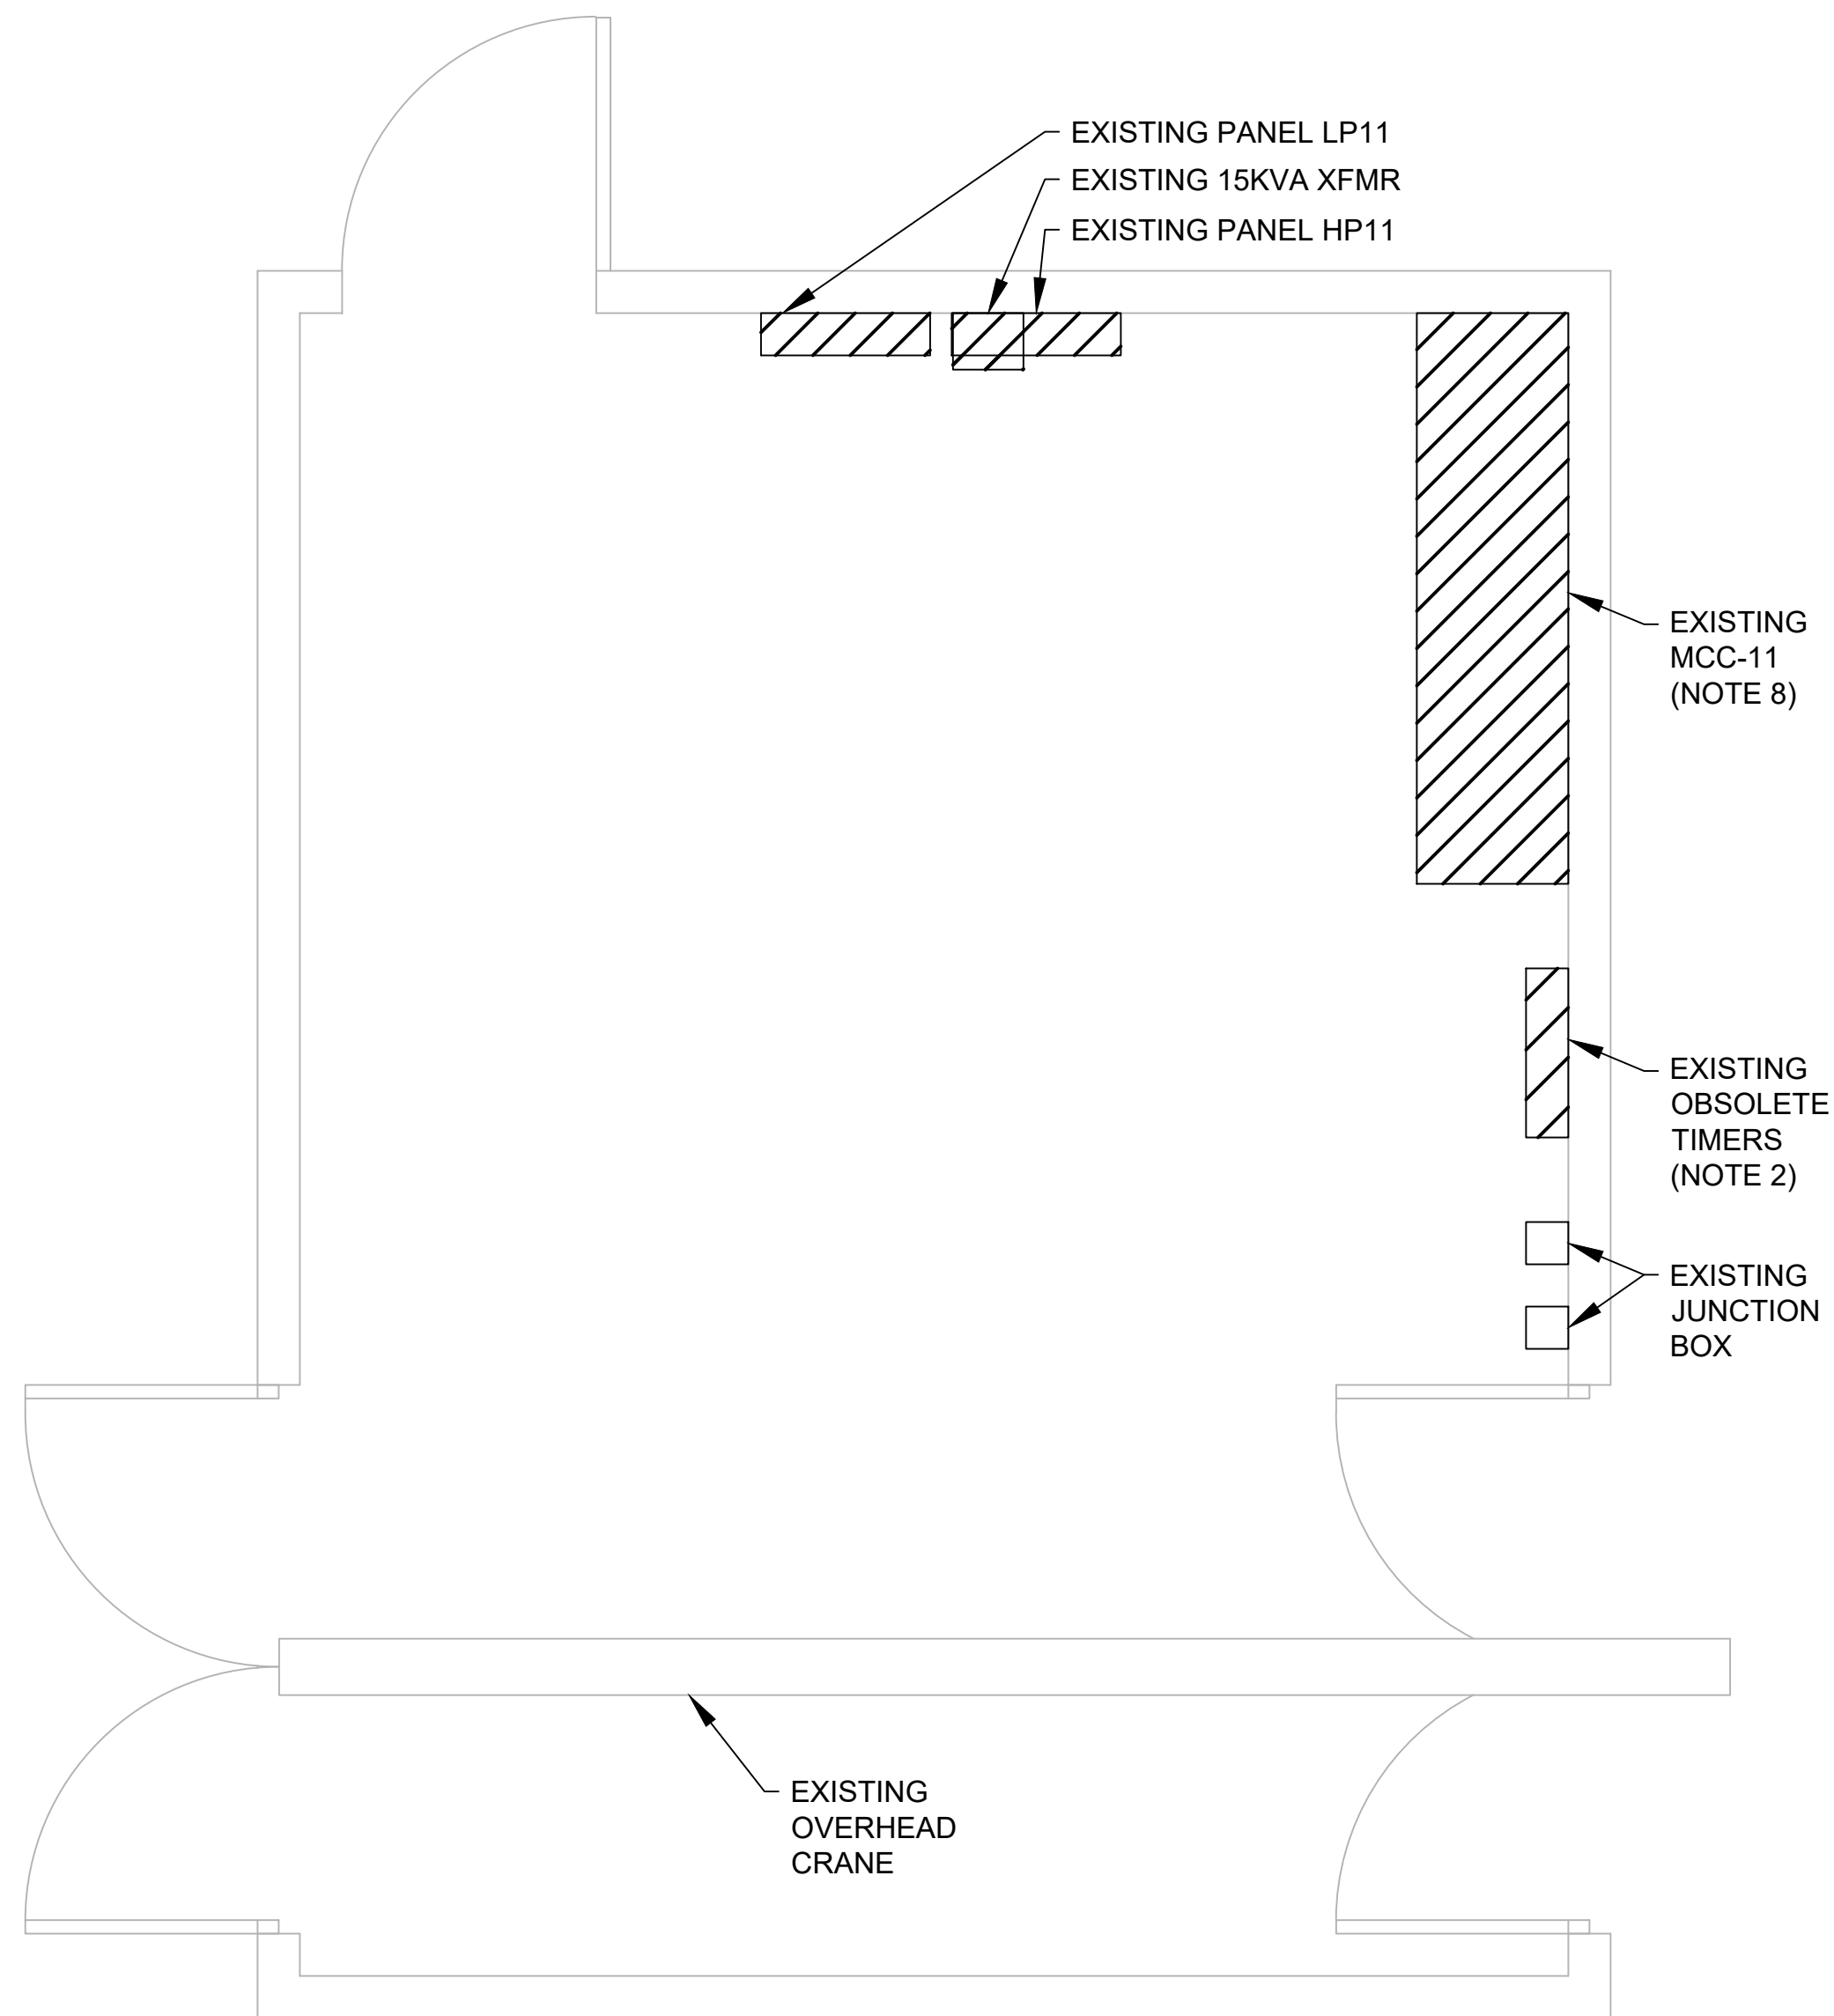 EXISTING PANEL LP11
EXISTING 15KVA XFMR
EXISTING PANEL HP11
EXISTING
MCC-11
(NOTE 8)
EXISTING
OBSOLETE
TIMERS
(NOTE 2)
EXISTING
JUNCTION
BOX
EXISTING
OVERHEAD
CRANE